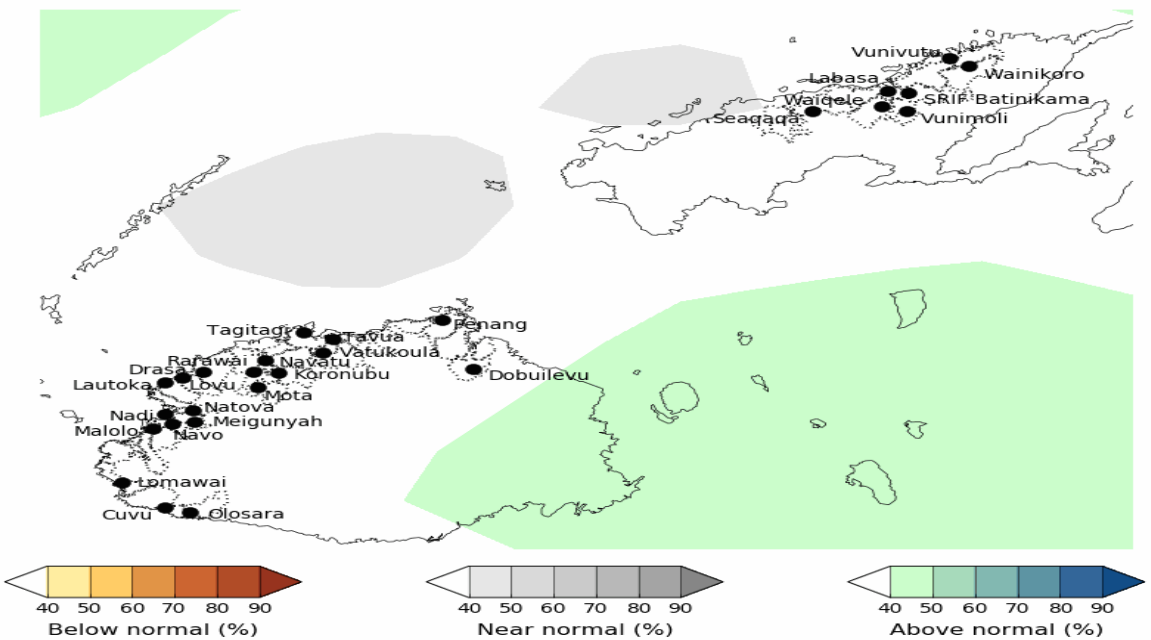 Vunivutu
Wainikoro
Labasa
Waiqele
SRIF Batinikama
Seaqaqa
Vunimoli
Tagitagi
Penang
Tavua
Vatukoula
Rarawai
Navatu
Drasa
Koronubu
Dobuilevu
Lautoka
Lovu
Mota
Natova
Nadi
Meigunyah
Malolo
Navo
Lomawai
Cuvu
Olosara
40 50 60 70 80 90
40 50 60 70 80 90
40 50 60 70 80 90
Below normal (%)
Near normal (%)
Above normal (%)